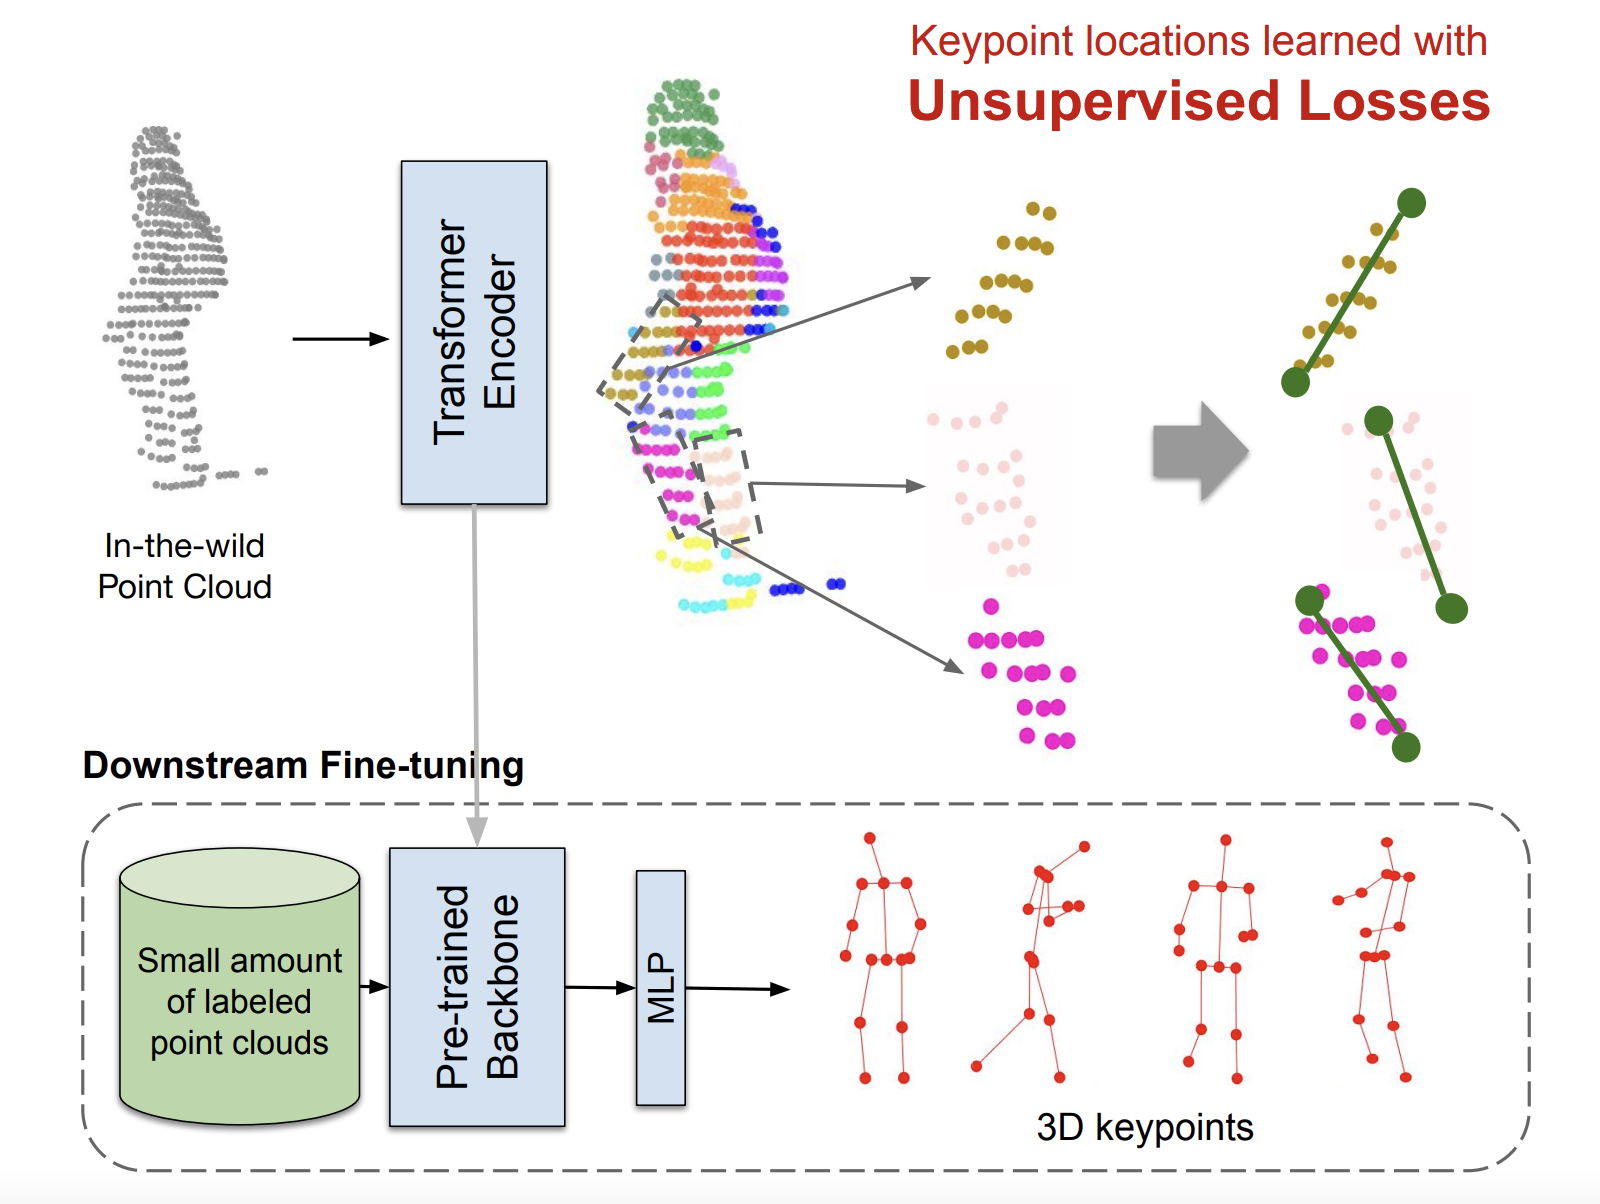 Keypoint locations learned with
Unsupervised Losses
Transformer
Encoder
In-the-wild
Point Cloud
Downstream Fine-tuning
Small amount
of labeled
point clouds
Pre-trained
Backbone
MLP
3D keypoints